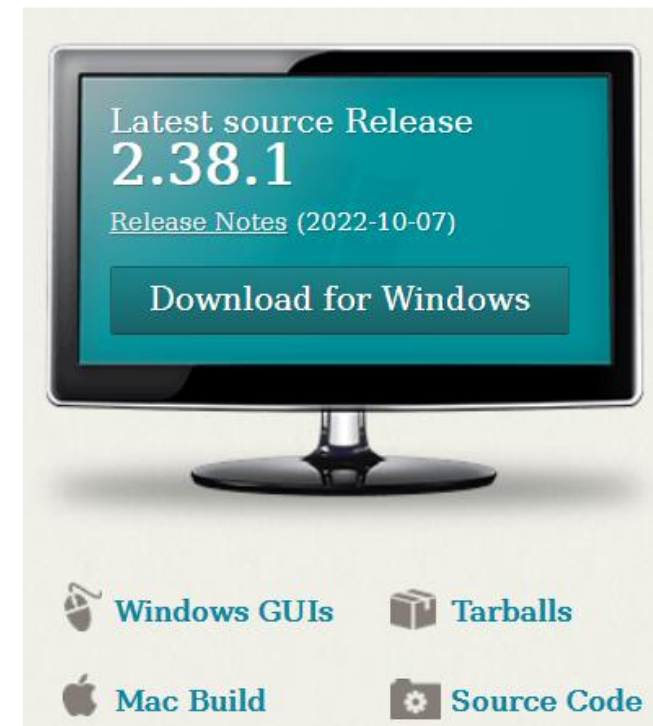 Latest source Release
2.38.1
Release Notes (2022-10-07)
Download for Windows
Windows GUIs
Tarballs
Mac Build
Source Code